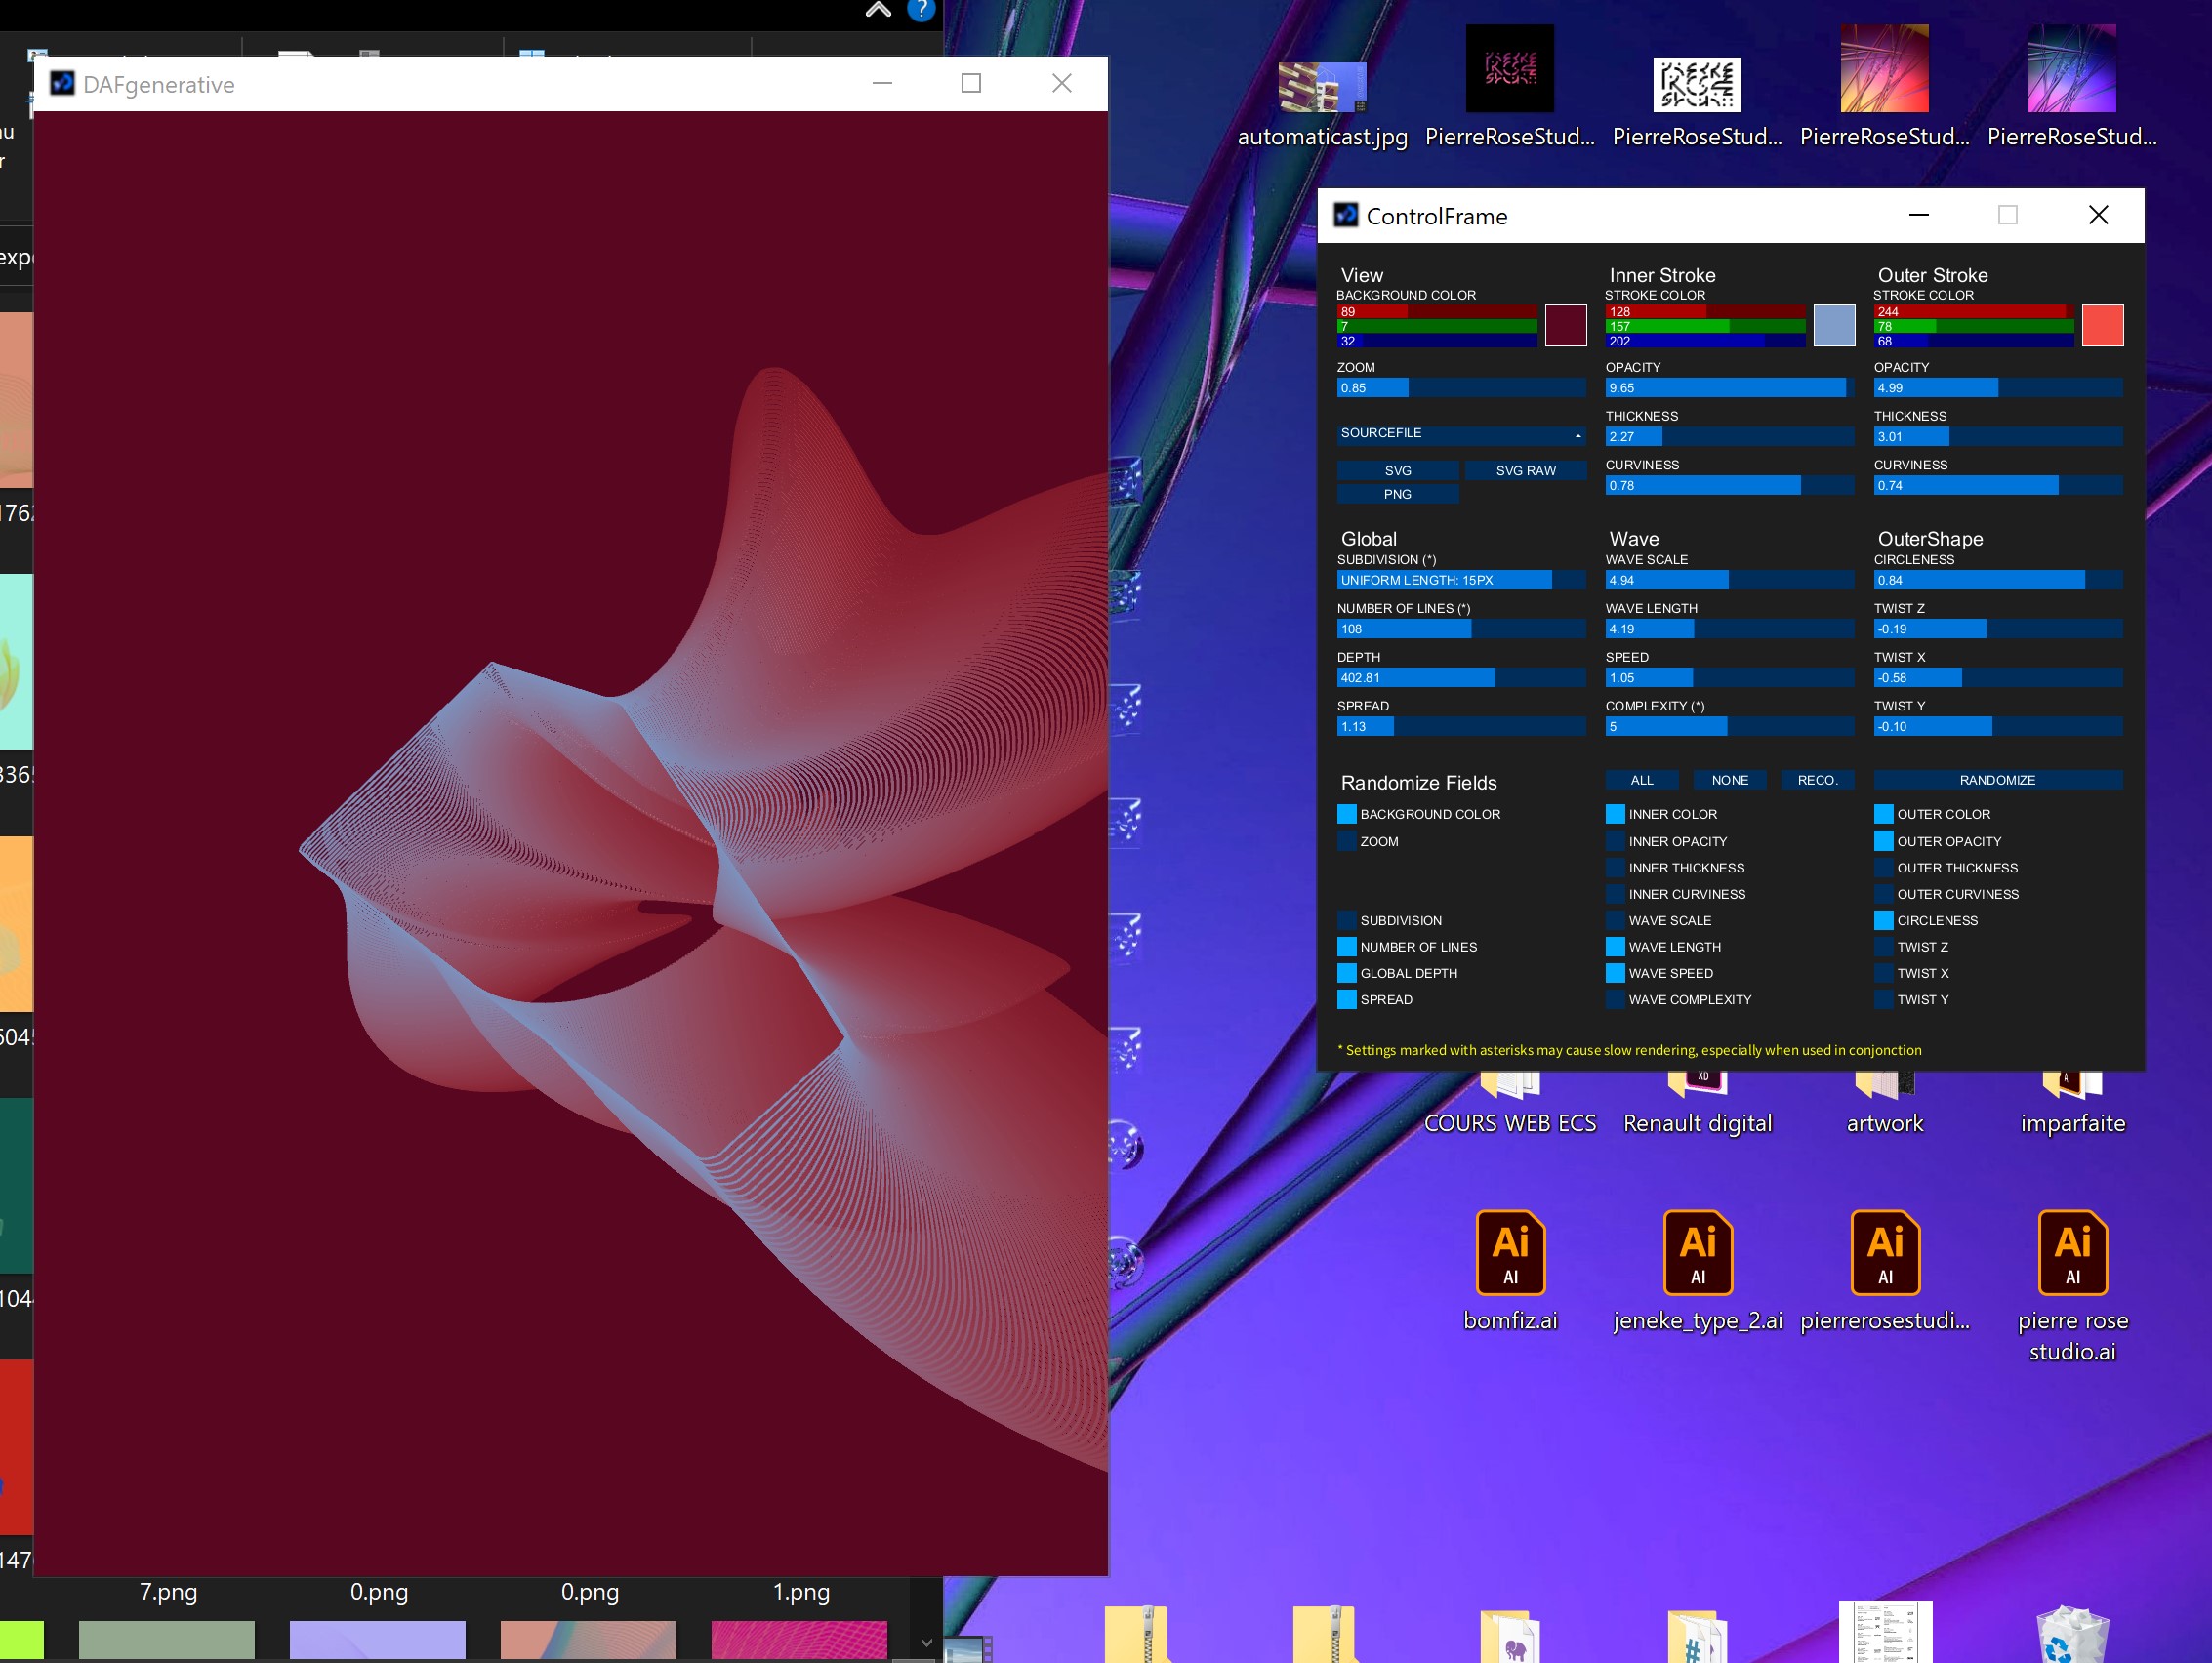 DAFgenerative
automaticast.jpg
PierreRoseStud...
PierreRoseStud...
PierreRoseStud...
PierreRoseStud...
ControlFrame
View
BACKGROUND COLOR
89
7
32
ZOOM
0.85
SOURCEFILE
SVG
SVG RAW
PNG
Inner Stroke
STROKE COLOR
128
157
202
OPACITY
9.65
THICKNESS
2.27
CURVINESS
0.78
Outer Stroke
STROKE COLOR
244
78
68
OPACITY
4.99
THICKNESS
3.01
CURVINESS
0.74
Global
SUBDIVISION (*)
UNIFORM LENGTH: 15PX
NUMBER OF LINES (*)
108
DEPTH
402.81
SPREAD
1.13
Wave
WAVE SCALE
4.94
WAVE LENGTH
4.19
SPEED
1.05
COMPLEXITY (*)
5
OuterShape
CIRCLENESS
0.84
TWIST Z
-0.19
TWIST X
-0.58
TWIST Y
-0.10
Randomize Fields
ALL
NONE
RECO.
RANDOMIZE
BACKGROUND COLOR
ZOOM
SUBDIVISION
NUMBER OF LINES
GLOBAL DEPTH
SPREAD
INNER COLOR
INNER OPACITY
INNER THICKNESS
INNER CURVINESS
WAVE SCALE
WAVE LENGTH
WAVE SPEED
WAVE COMPLEXITY
OUTER COLOR
OUTER OPACITY
OUTER THICKNESS
OUTER CURVINESS
CIRCLENESS
TWIST Z
TWIST X
TWIST Y
* Settings marked with asterisks may cause slow rendering, especially when used in conjonction
COURS WEB ECS
Renault digital
artwork
imparfaite
Ai
AI
bomfiz.ai
Ai
AI
jeneke_type_2.ai
Ai
AI
pierrerosestudi...
Ai
AI
pierre rose
studio.ai
7.png
0.png
0.png
1.png